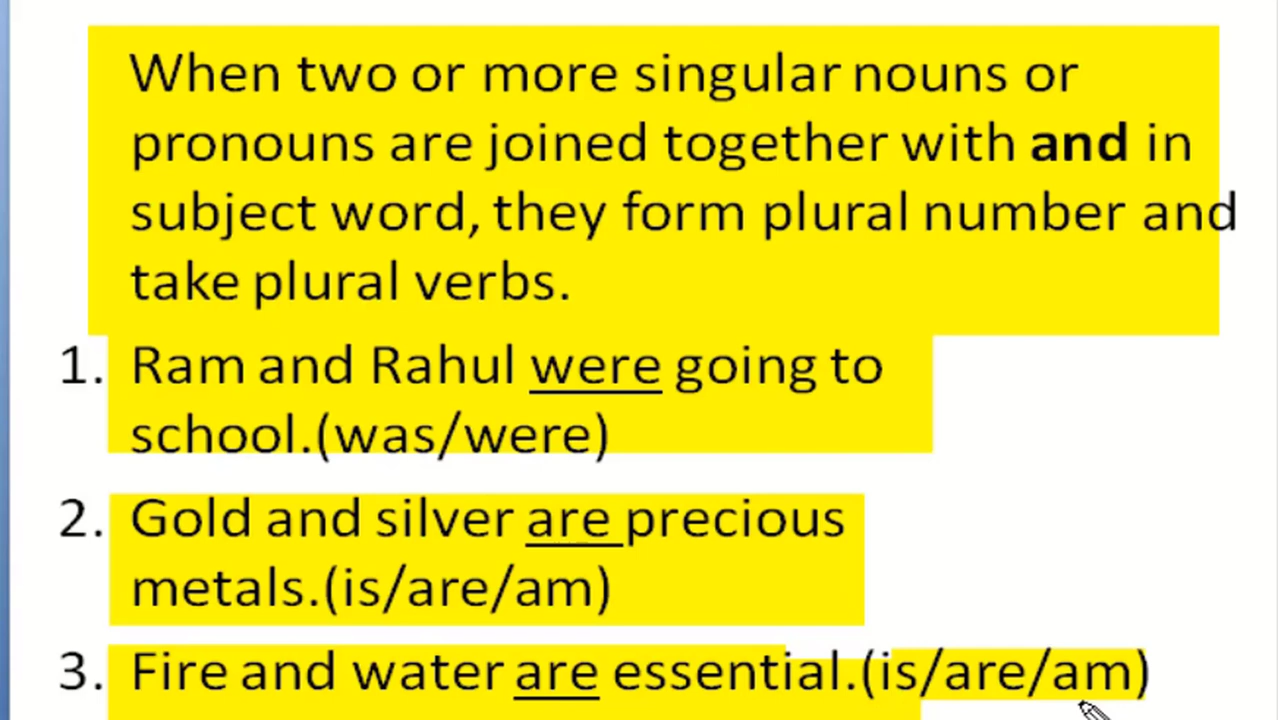 When two or more singular nouns or
pronouns are joined together with and in
subject word, they form plural number and
take plural verbs.
1. Ram and Rahul were going to
school.(was/were)
2. Gold and silver are precious
metals.(is/are/am)
3. Fire and water are essential.(is/are/am)